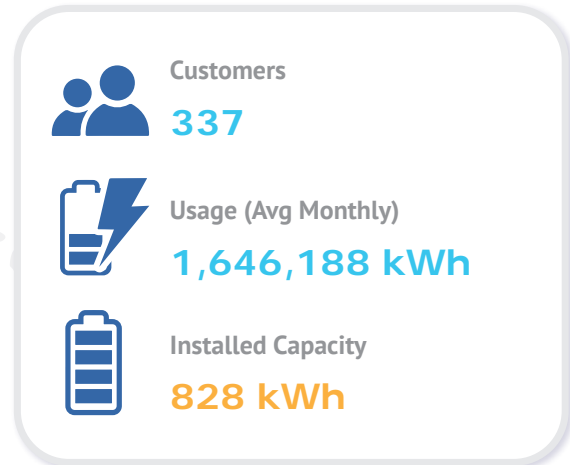 Customers
337
Usage (Avg Monthly)
1,646,188 kWh
Installed Capacity
828 kWh